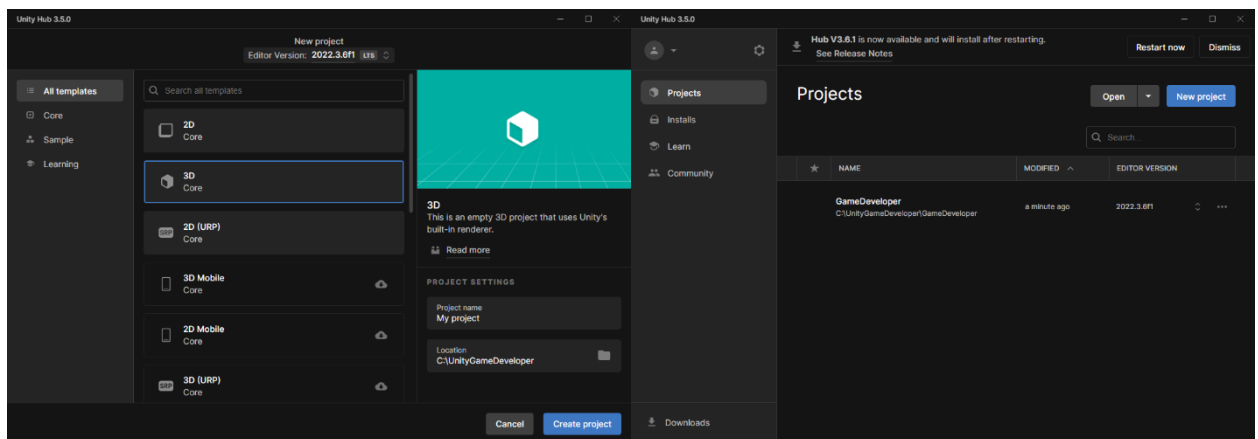 Unity Hub 3.5.0
New project
Editor Version: 2022.3.6f1 LTS
All templates
Core
Sample
Learning
Search all templates
2D
Core
3D
Core
2D (URP)
Core
3D Mobile
Core
2D Mobile
Core
3D (URP)
Core
SRP
SRP
3D
This is an empty 3D project that uses Unity's
built-in renderer.
Read more
PROJECT SETTINGS
Project name
My project
Location
C:\UnityGameDeveloper
Cancel
Create project
Unity Hub 3.5.0
Hub V3.6.1 is now available and will install after restarting.
See Release Notes
Restart now
Dismiss
Projects
Installs
Learn
Community
Downloads
Projects
Open
New project
Search...
NAME
MODIFIED
EDITOR VERSION
GameDeveloper
C:\UnityGameDeveloper\GameDeveloper
a minute ago
2022.3.6f1